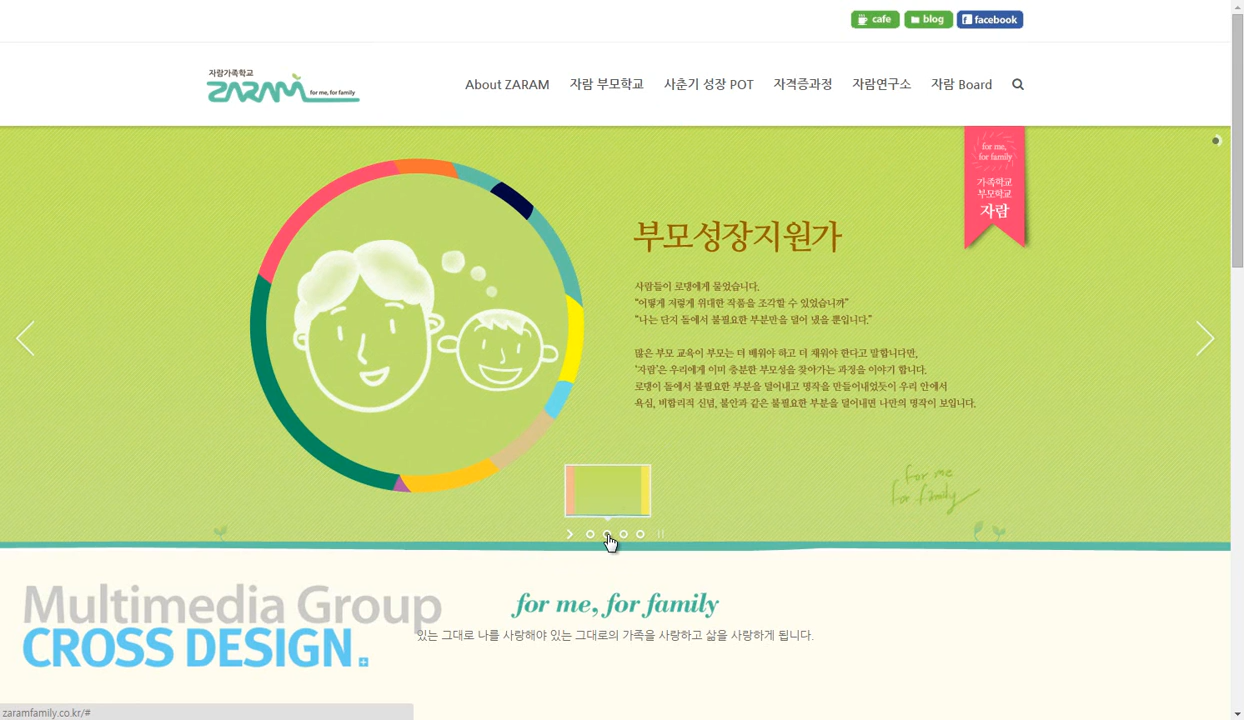 cafe
blog
facebook
자람가족학교
ZARAM
for me, for family
About ZARAM
자람 부모학교
사춘기 성장 POT
자격증과정
자람연구소
자람 Board
for me,
for family
가족학교
부모학교
자람
부모성장지원가
사람들이 로댕에게 물었습니다.
“어떻게 저렇게 위대한 작품을 조각할 수 있었습니까”
“나는 단지 돌에서 불필요한 부분만을 덜어 냈을 뿐입니다.”
많은 부모 교육이 부모는 더 배워야 하고 더 채워야 한다고 말합니다만,
‘자람’은 우리에게 이미 충분한 부모성을 찾아가는 과정을 이야기 합니다.
로댕이 돌에서 불필요한 부분을 덜어내고 명작을 만들어내었듯이 우리 안에서
욕심, 비합리적 신념, 불안과 같은 불필요한 부분을 덜어내면 나만의 명작이 보입니다.
for me
for family
for me, for family
있는 그대로 나를 사랑해야 있는 그대로의 가족을 사랑하고 삶을 사랑하게 됩니다.
Multimedia Group
CROSS DESIGN.
zaramfamily.co.kr/#